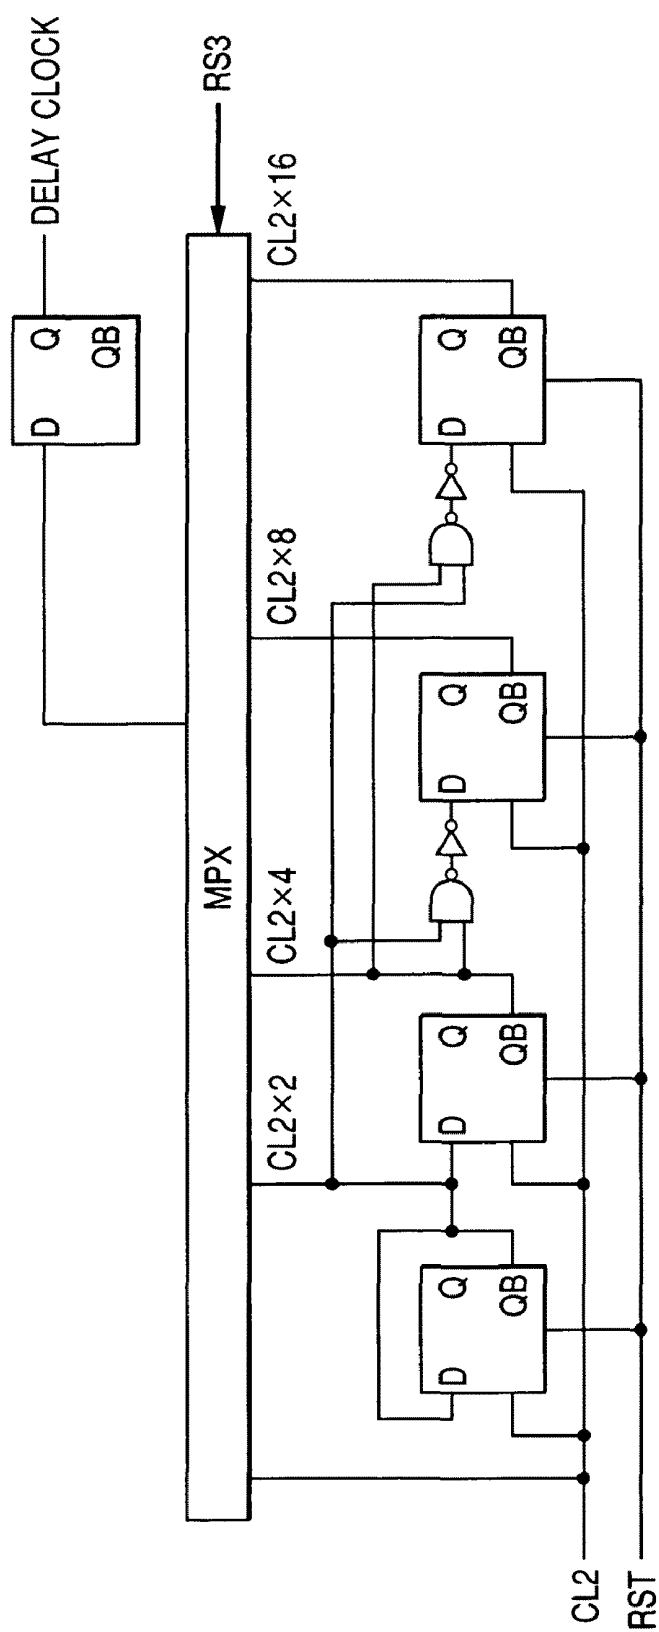 DELAY CLOCK
D Q
QB
RS3
MPX
CL2×2
CL2×4
CL2×8
CL2×16
D Q
QB
D Q
QB
D Q
QB
D Q
QB
CL2
RST